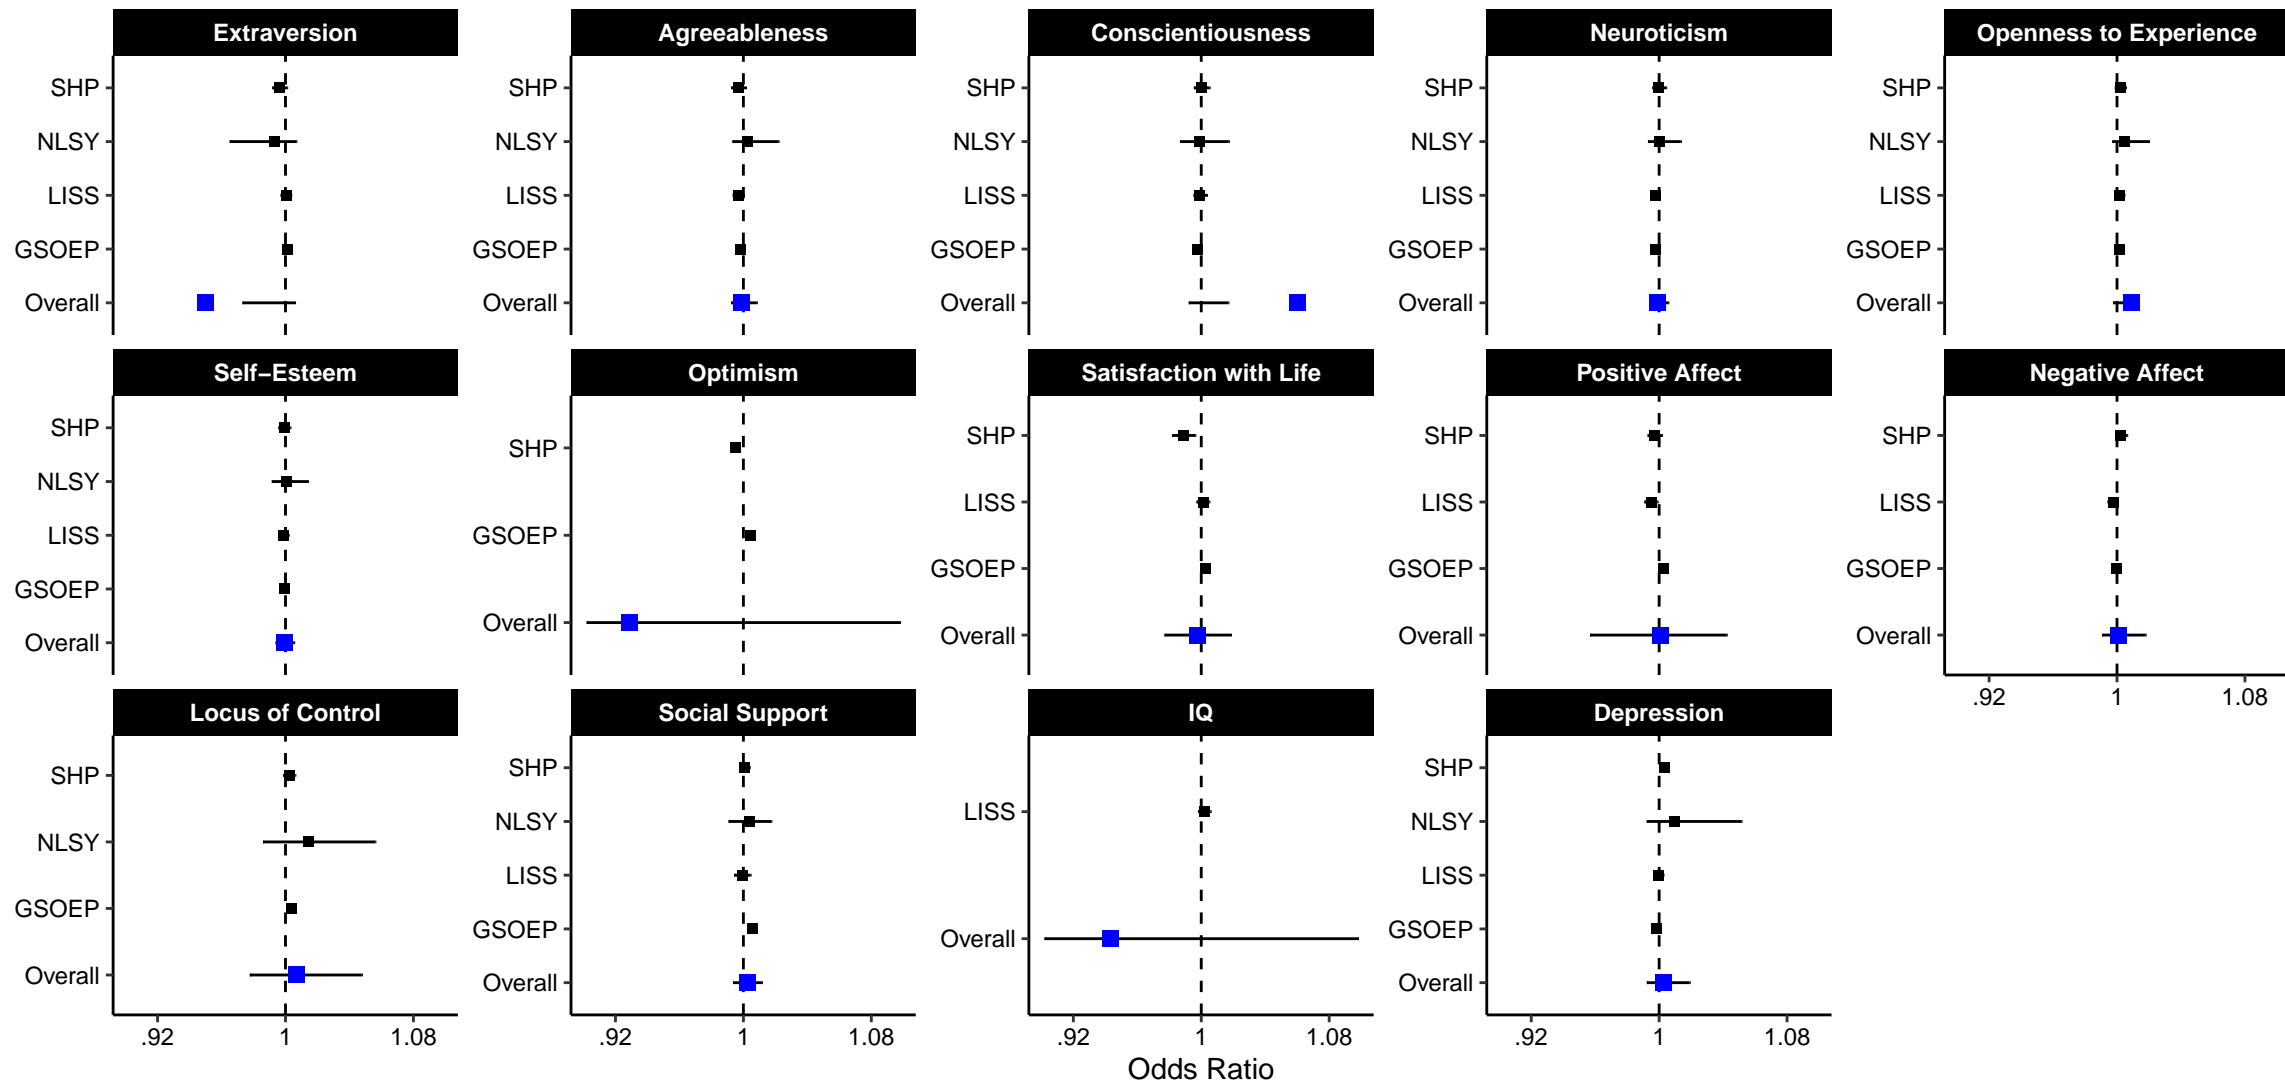 Extraversion
Agreeableness
Conscientiousness
Neuroticism
Openness to Experience
SHP
NLSY
LISS
GSOEP
Overall
SHP
NLSY
LISS
GSOEP
Overall
SHP
NLSY
LISS
GSOEP
Overall
SHP
NLSY
LISS
GSOEP
Overall
SHP
NLSY
LISS
GSOEP
Overall
Self−Esteem
Optimism
Satisfaction with Life
Positive Affect
Negative Affect
SHP
NLSY
LISS
GSOEP
Overall
SHP
GSOEP
Overall
SHP
LISS
GSOEP
Overall
SHP
LISS
GSOEP
Overall
SHP
LISS
GSOEP
Overall
.92 1 1.08
Locus of Control
Social Support
IQ
Depression
SHP
NLSY
GSOEP
Overall
SHP
NLSY
LISS
GSOEP
Overall
LISS
Overall
SHP
NLSY
LISS
GSOEP
Overall
.92 1 1.08
.92 1 1.08
.92 1 1.08
.92 1 1.08
Odds Ratio